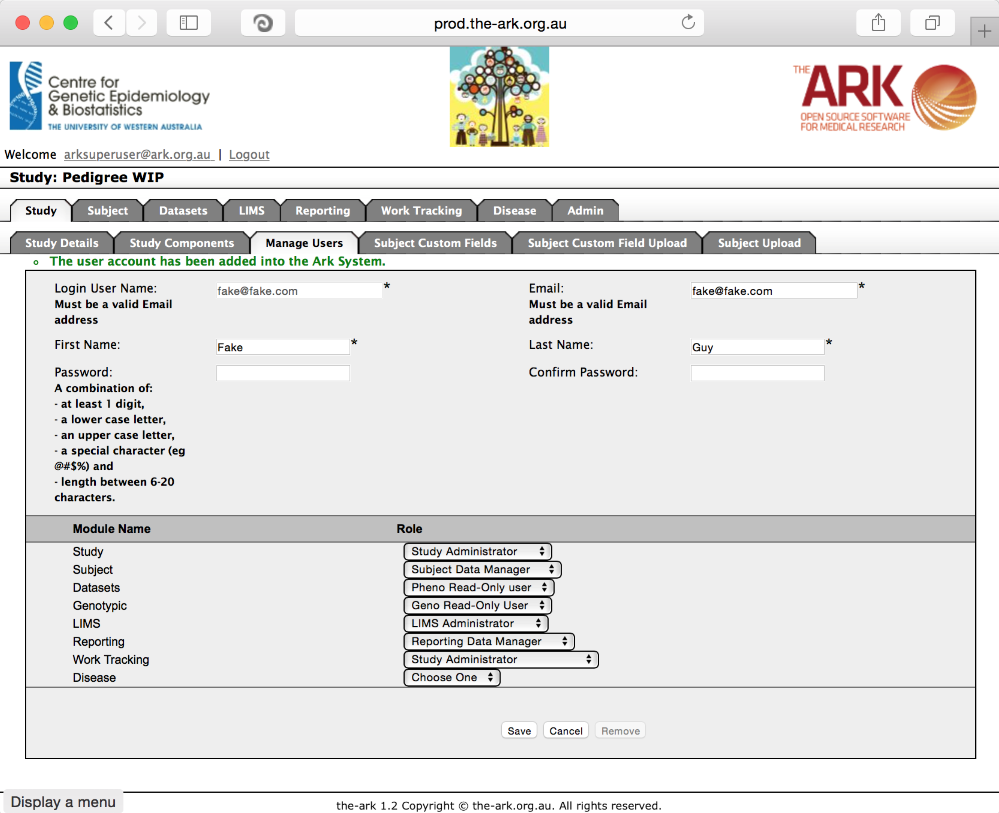 prod.the-ark.org.au
Centre for
Genetic Epidemiology
& Biostatistics
THE UNIVERSITY OF WESTERN AUSTRALIA
THE ARK
OPEN SOURCE SOFTWARE
FOR MEDICAL RESEARCH
Welcome arksuperuser@ark.org.au | Logout
Study: Pedigree WIP
Study Subject Datasets LIMS Reporting Work Tracking Disease Admin
Study Details Study Components Manage Users Subject Custom Fields Subject Custom Field Upload Subject Upload
The user account has been added into the Ark System.
Login User Name: fake@fake.com *
Must be a valid Email
address
Email: fake@fake.com *
Must be a valid Email
address
First Name: Fake *
Last Name: Guy *
Password:
A combination of:
- at least 1 digit,
- a lower case letter,
- an upper case letter,
- a special character (eg
@#$%) and
- length between 6-20
characters.
Confirm Password:
Module Name Role
Study Study Administrator
Subject Subject Data Manager
Datasets Pheno Read-Only user
Genotypic Geno Read-Only User
LIMS LIMS Administrator
Reporting Reporting Data Manager
Work Tracking Study Administrator
Disease Choose One
Save Cancel Remove
Display a menu
the-ark 1.2 Copyright © the-ark.org.au. All rights reserved.